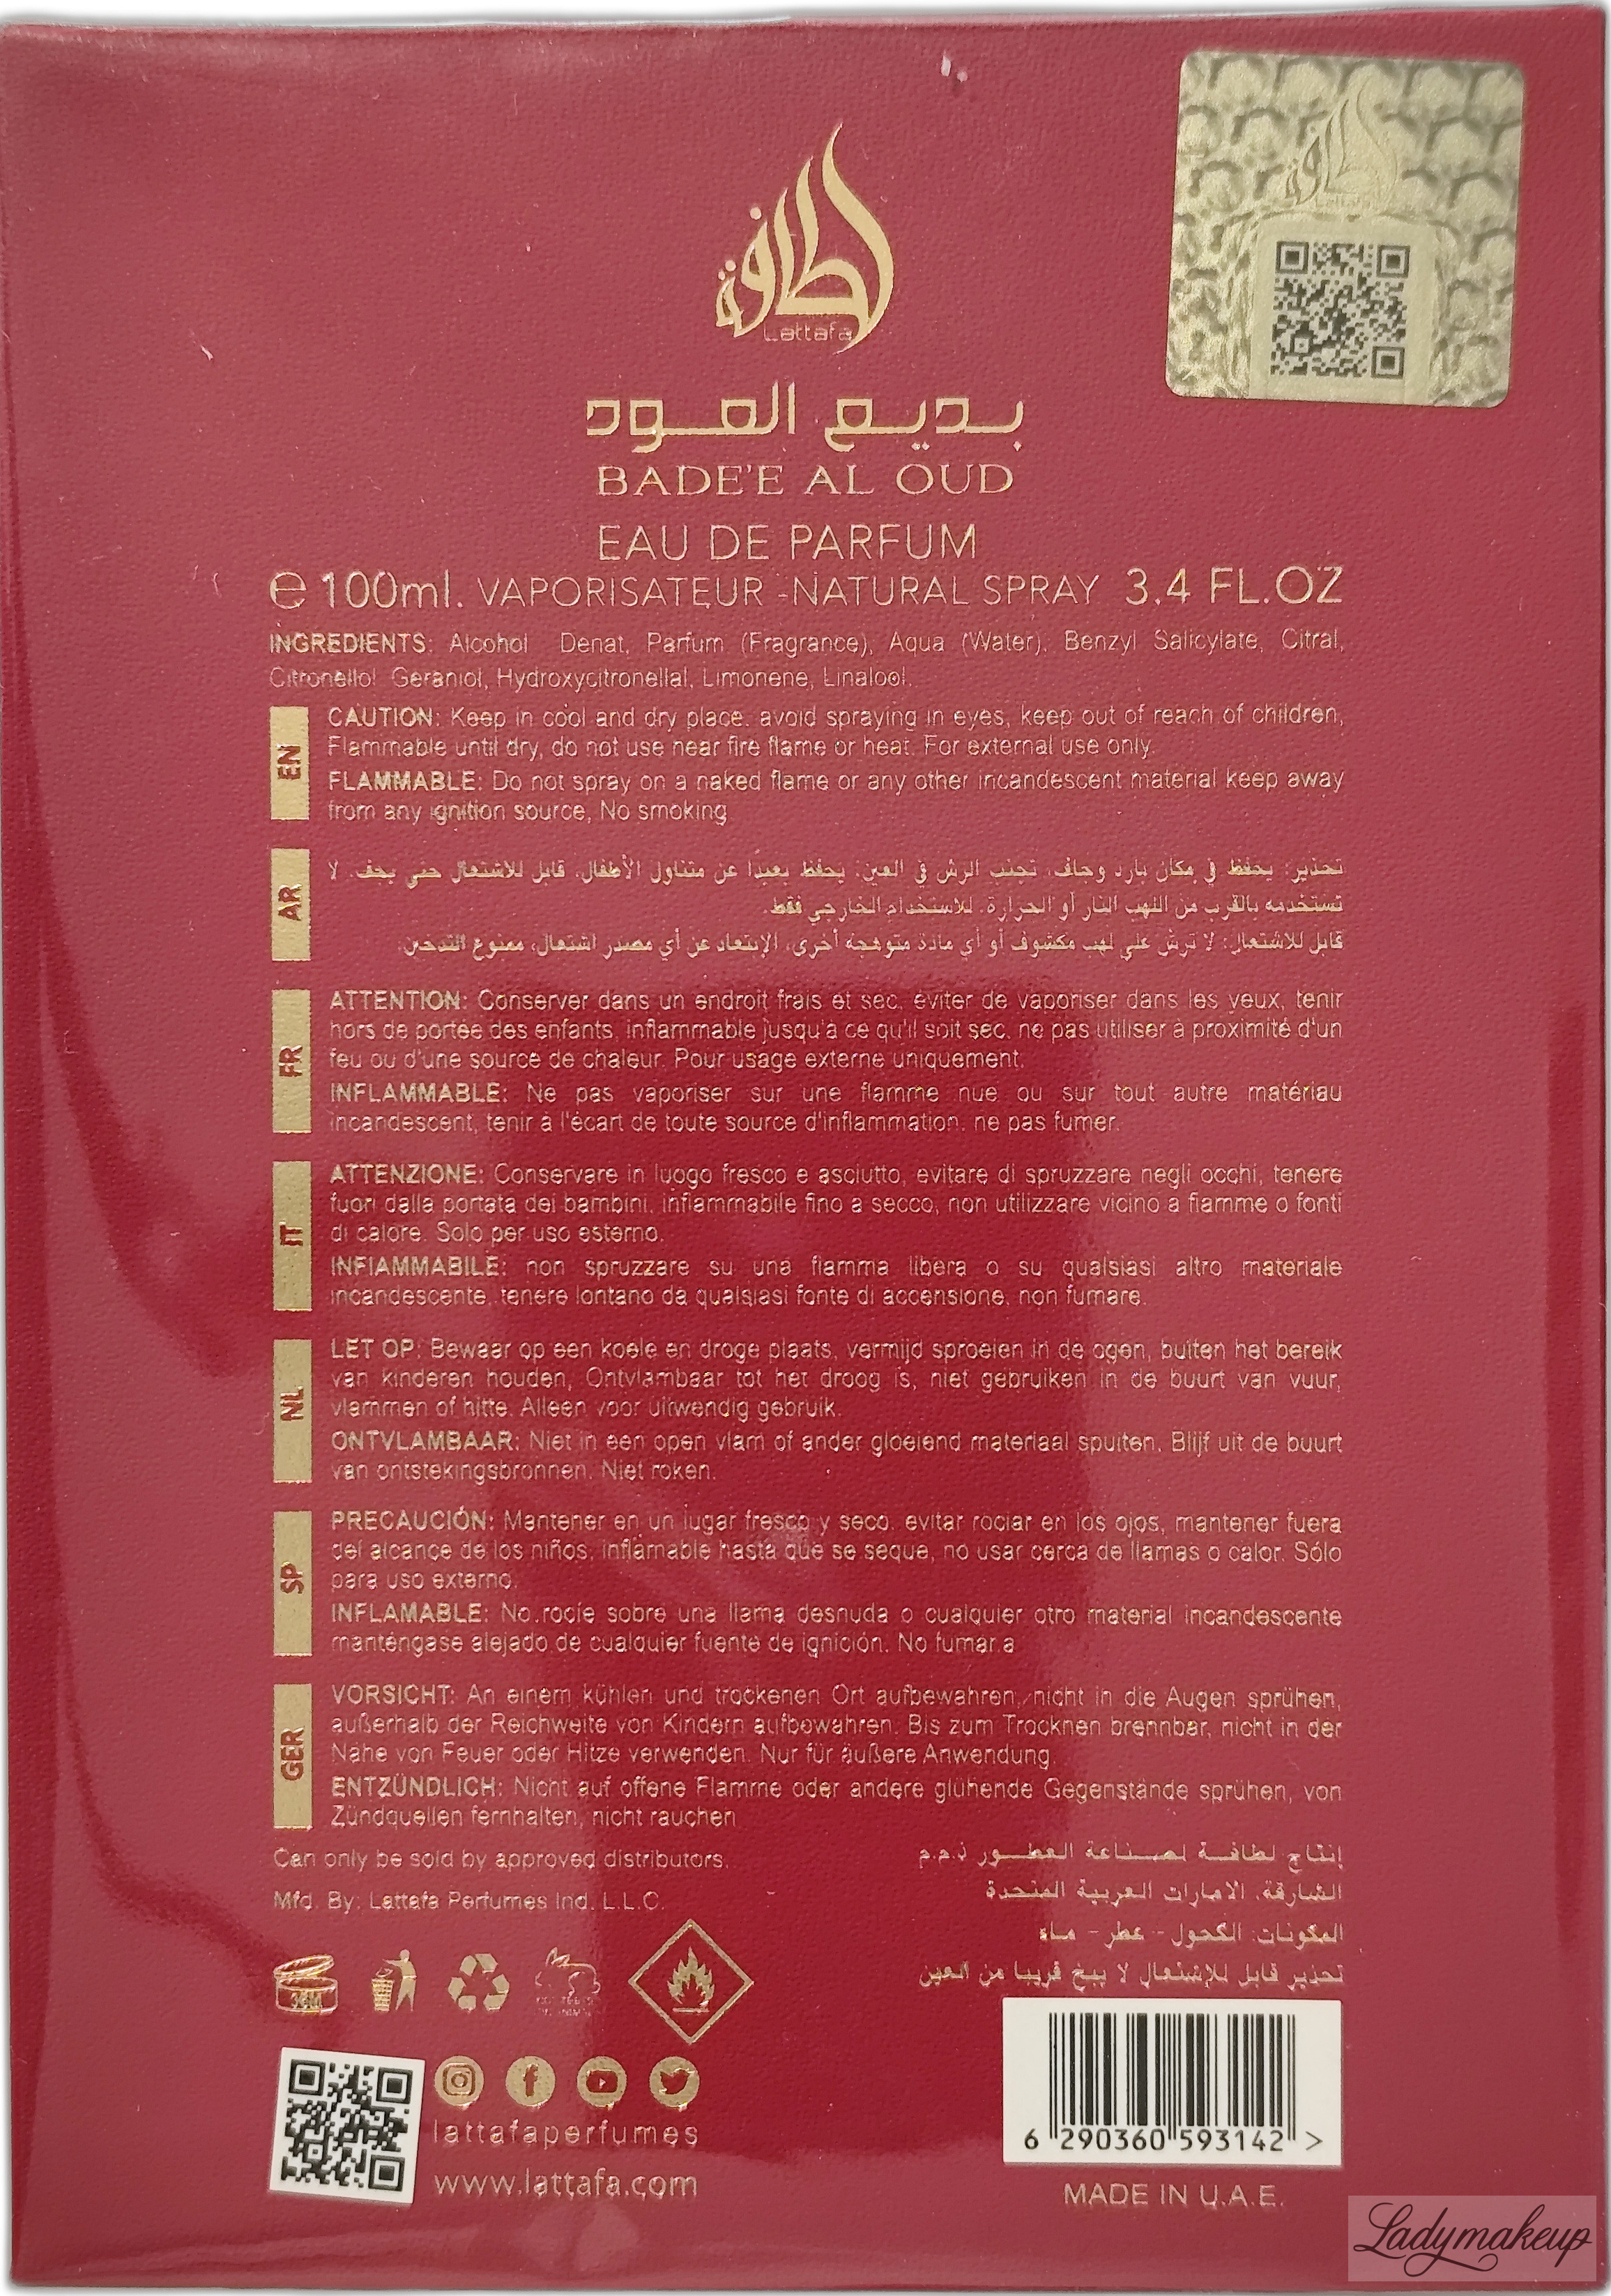 لطافة
Lattafa
لطافة
Lattafa
بديع العود
BADE'E AL OUD
EAU DE PARFUM
℮ 100ml. VAPORISATEUR - NATURAL SPRAY 3.4 FL.OZ
INGREDIENTS: Alcohol Denat, Parfum (Fragrance), Aqua (Water), Benzyl Salicylate, Citral,
Citronellol Geraniol, Hydroxycitronellal, Limonene, Linalool.
EN
CAUTION: Keep in cool and dry place. avoid spraying in eyes, keep out of reach of children,
Flammable until dry, do not use near fire flame or heat. For external use only.
FLAMMABLE: Do not spray on a naked flame or any other incandescent material keep away
from any ignition source, No smoking
AR
تحذير: يحفظ في مكان بارد وجاف، تجنب الرش في العين. يحفظ بعيدًا عن متناول الأطفال. قابل للاشتعال حتى يجف. لا
تستخدمه بالقرب من اللهب النار أو الحرارة. للاستخدام الخارجي فقط.
قابل للاشتعال: لا ترش على لهب مكشوف أو أي مادة متوهجة أخرى، الإبتعاد عن أي مصدر اشتعال، ممنوع التدخين.
FR
ATTENTION: Conserver dans un endroit frais et sec. éviter de vaporiser dans les yeux, tenir
hors de portée des enfants, inflammable jusqu'à ce qu'il soit sec, ne pas utiliser à proximité d'un
feu ou d'une source de chaleur. Pour usage externe uniquement.
INFLAMMABLE: Ne pas vaporiser sur une flamme nue ou sur tout autre matériau
incandescent, tenir à l'écart de toute source d'inflammation. ne pas fumer.
IT
ATTENZIONE: Conservare in luogo fresco e asciutto, evitare di spruzzare negli occhi, tenere
fuori dalla portata dei bambini, infiammabile fino a secco, non utilizzare vicino a fiamme o fonti
di calore. Solo per uso esterno.
INFIAMMABILE: non spruzzare su una fiamma libera o su qualsiasi altro materiale
incandescente, tenere lontano da qualsiasi fonte di accensione, non fumare.
NL
LET OP: Bewaar op een koele en droge plaats, vermijd sproeien in de ogen, buiten het bereik
van kinderen houden, Ontvlambaar tot het droog is, niet gebruiken in de buurt van vuur,
vlammen of hitte. Alleen voor uitwendig gebruik.
ONTVLAMBAAR: Niet in een open vlam of ander gloeiend materiaal spuiten, Blijf uit de buurt
van ontstekingsbronnen. Niet roken.
SP
PRECAUCIÓN: Mantener en un lugar fresco y seco. evitar rociar en los ojos, mantener fuera
del alcance de los niños, inflamable hasta que se seque, no usar cerca de llamas o calor. Sólo
para uso externo.
INFLAMABLE: No rocíe sobre una llama desnuda o cualquier otro material incandescente
manténgase alejado de cualquier fuente de ignición. No fumar.a
GER
VORSICHT: An einem kühlen und trockenen Ort aufbewahren, nicht in die Augen sprühen,
außerhalb der Reichweite von Kindern aufbewahren. Bis zum Trocknen brennbar, nicht in der
Nähe von Feuer oder Hitze verwenden. Nur für äußere Anwendung.
ENTZÜNDLICH: Nicht auf offene Flamme oder andere glühende Gegenstände sprühen, von
Zündquellen fernhalten, nicht rauchen
Can only be sold by approved distributors.
Mfd. By: Lattafa Perfumes Ind. L.L.C.
إنتاج لطافة لصناعة العطور ذ.م.م
الشارقة، الامارات العربية المتحدة
المكونات: الكحول - عطر - ماء
تحذير قابل للإشتعال لا يبخ قريبا من العين
36M
lattafaperfumes
www.lattafa.com
6 290360 593142 >
MADE IN U.A.E.
Ladymakeup